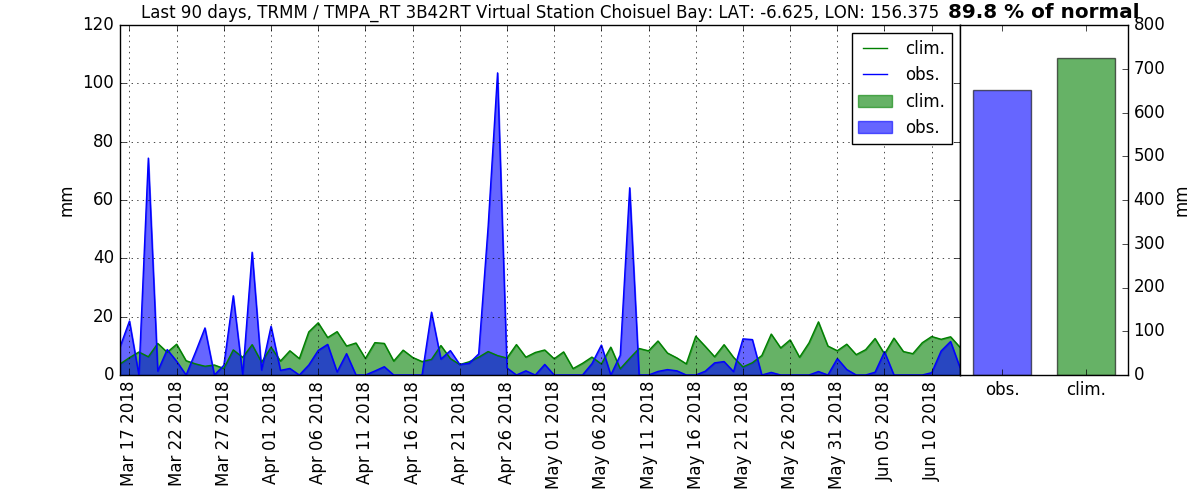 Last 90 days, TRMM / TMPA_RT 3B42RT Virtual Station Choisuel Bay: LAT: -6.625, LON: 156.375
89.8 % of normal
120
100
80
60
40
20
0
mm
clim.
obs.
clim.
obs.
800
700
600
500
400
300
200
100
0
mm
Mar 17 2018
Mar 22 2018
Mar 27 2018
Apr 01 2018
Apr 06 2018
Apr 11 2018
Apr 16 2018
Apr 21 2018
Apr 26 2018
May 01 2018
May 06 2018
May 11 2018
May 16 2018
May 21 2018
May 26 2018
May 31 2018
Jun 05 2018
Jun 10 2018
obs.
clim.